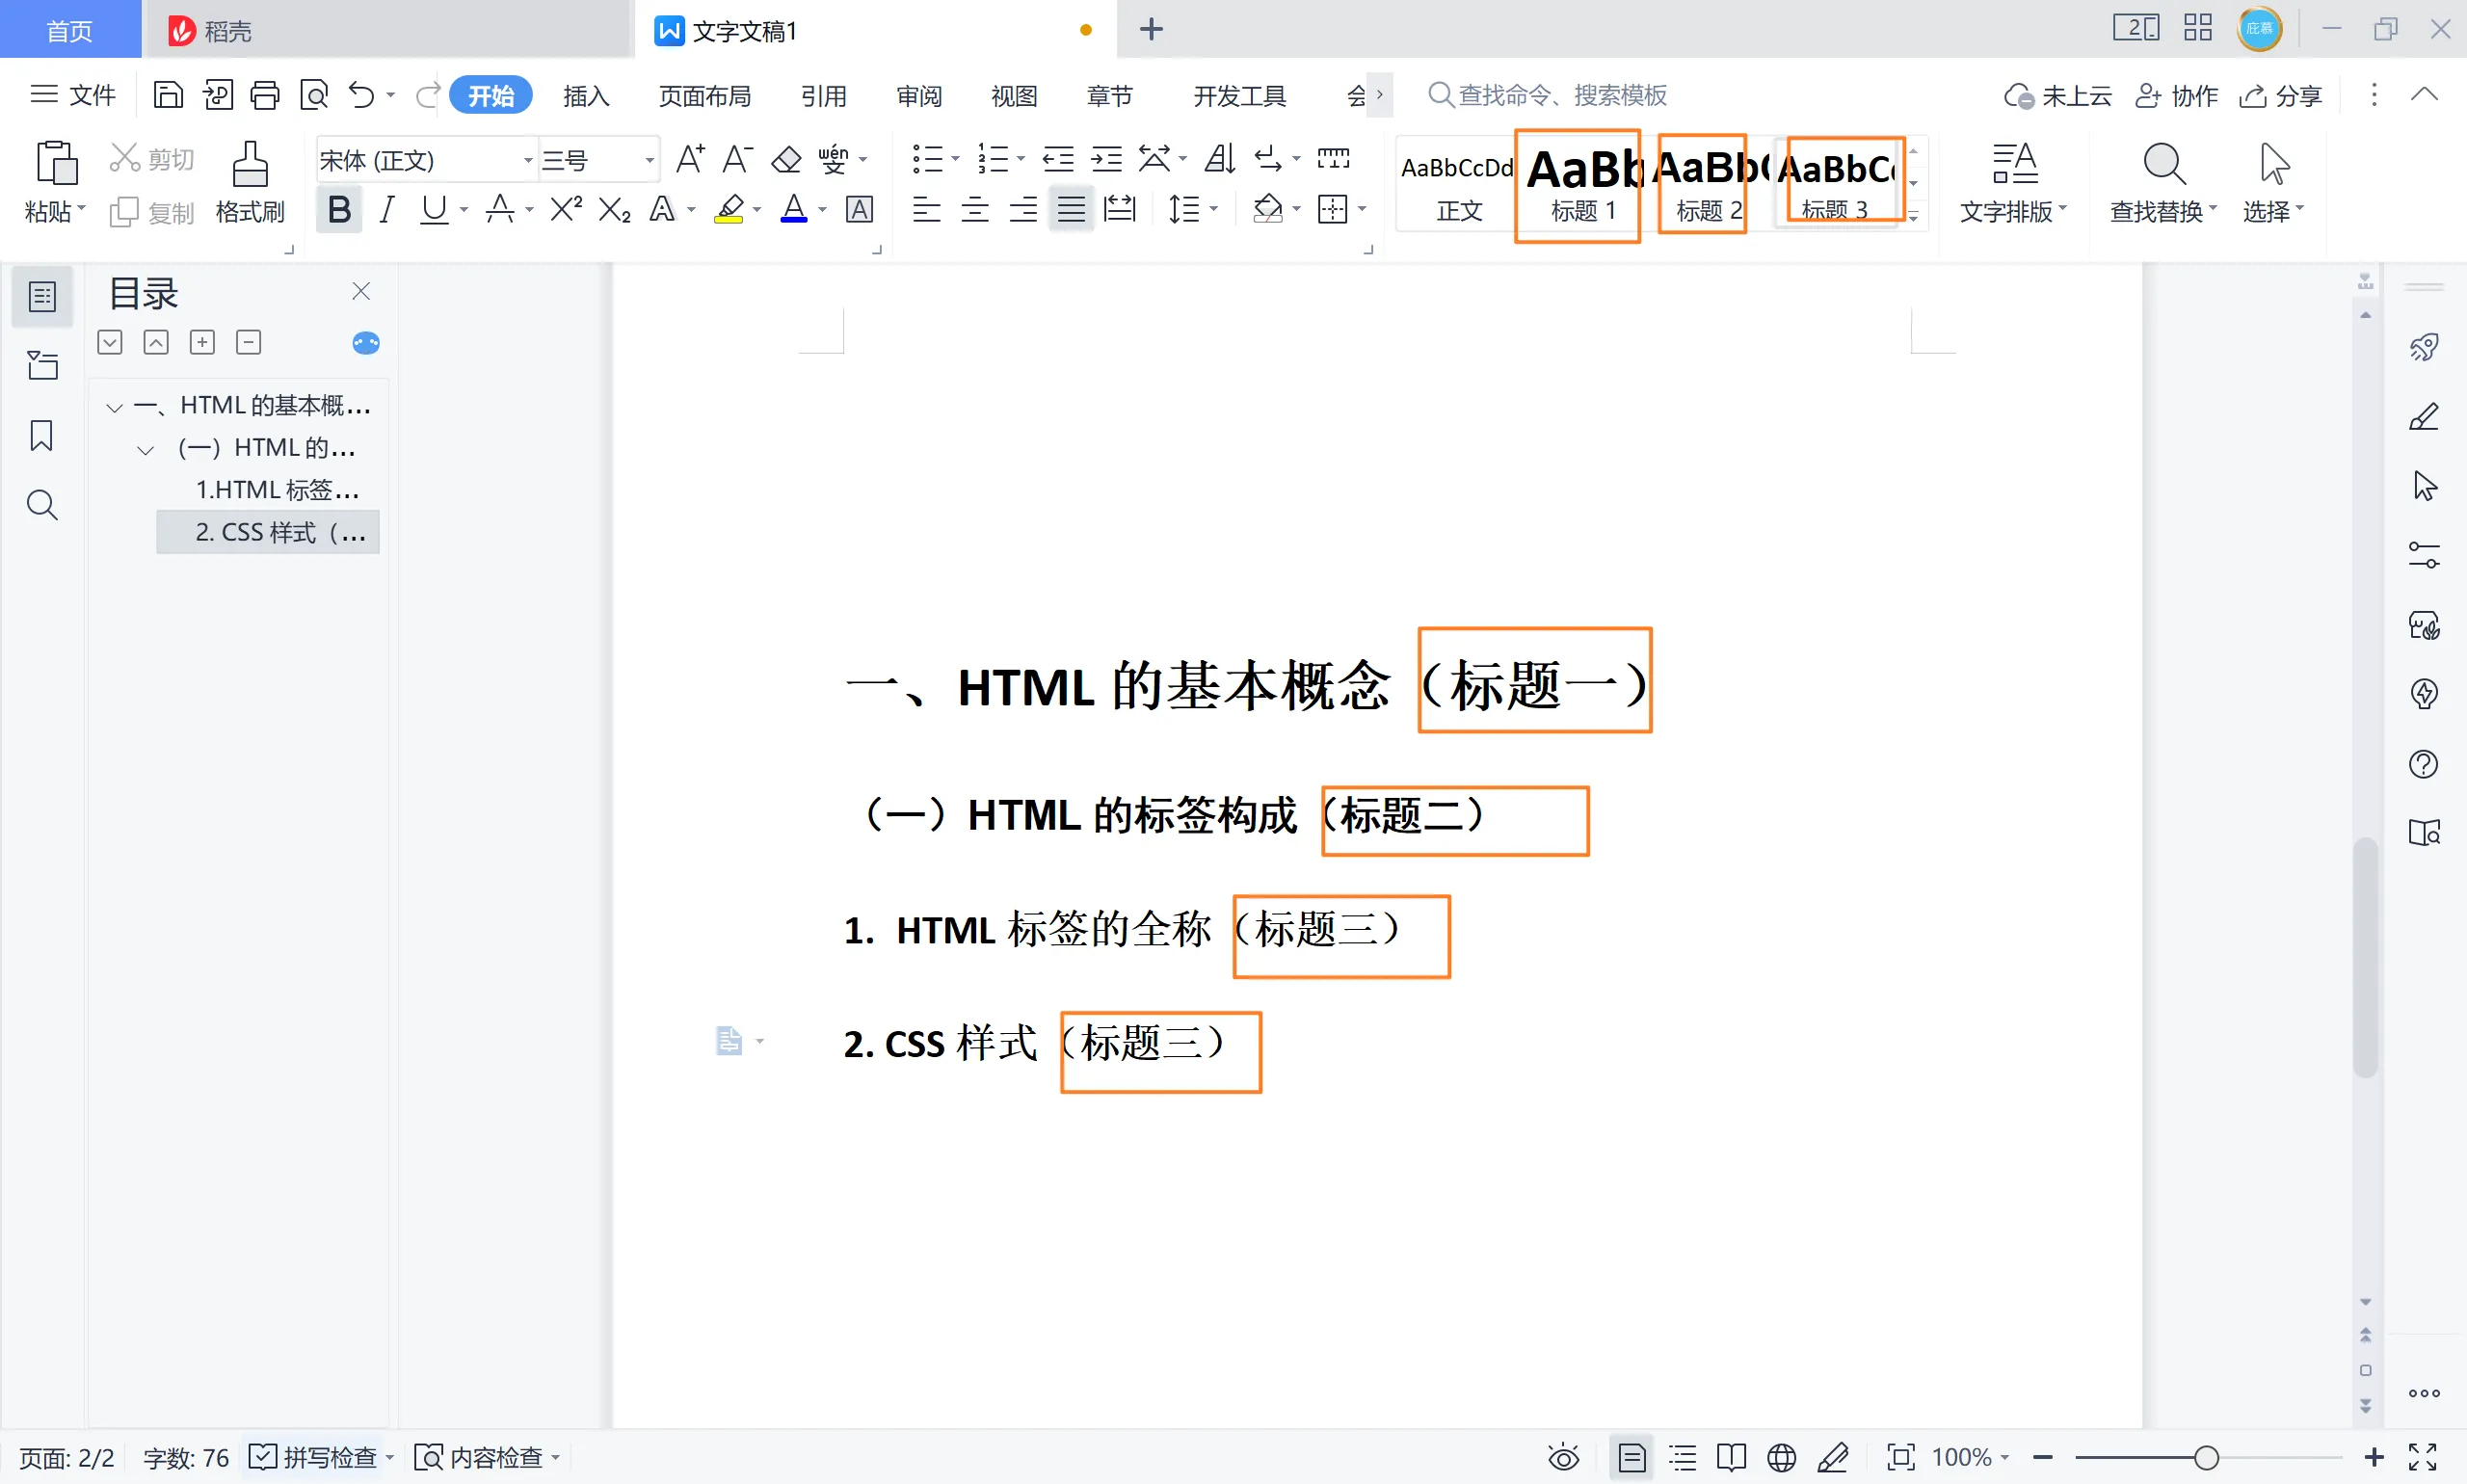 首页 稻壳 文字文稿1
文件 开始 插入 页面布局 引用 审阅 视图 章节 开发工具 查找命令、搜索模板 未上云 协作 分享
宋体 (正文) 三号 wén 变 AaBbCcDd AaBb AaBb AaBbC
粘贴 剪切 复制 格式刷 正文 标题 1 标题 2 标题 3 文字排版 查找替换 选择
目录
一、HTML 的基本概...
（一）HTML 的...
1.HTML 标签...
2. CSS 样式（...
一、HTML 的基本概念（标题一）
（一）HTML 的标签构成（标题二）
1. HTML 标签的全称（标题三）
2. CSS 样式（标题三）
页面: 2/2 字数: 76 拼写检查 内容检查 100%